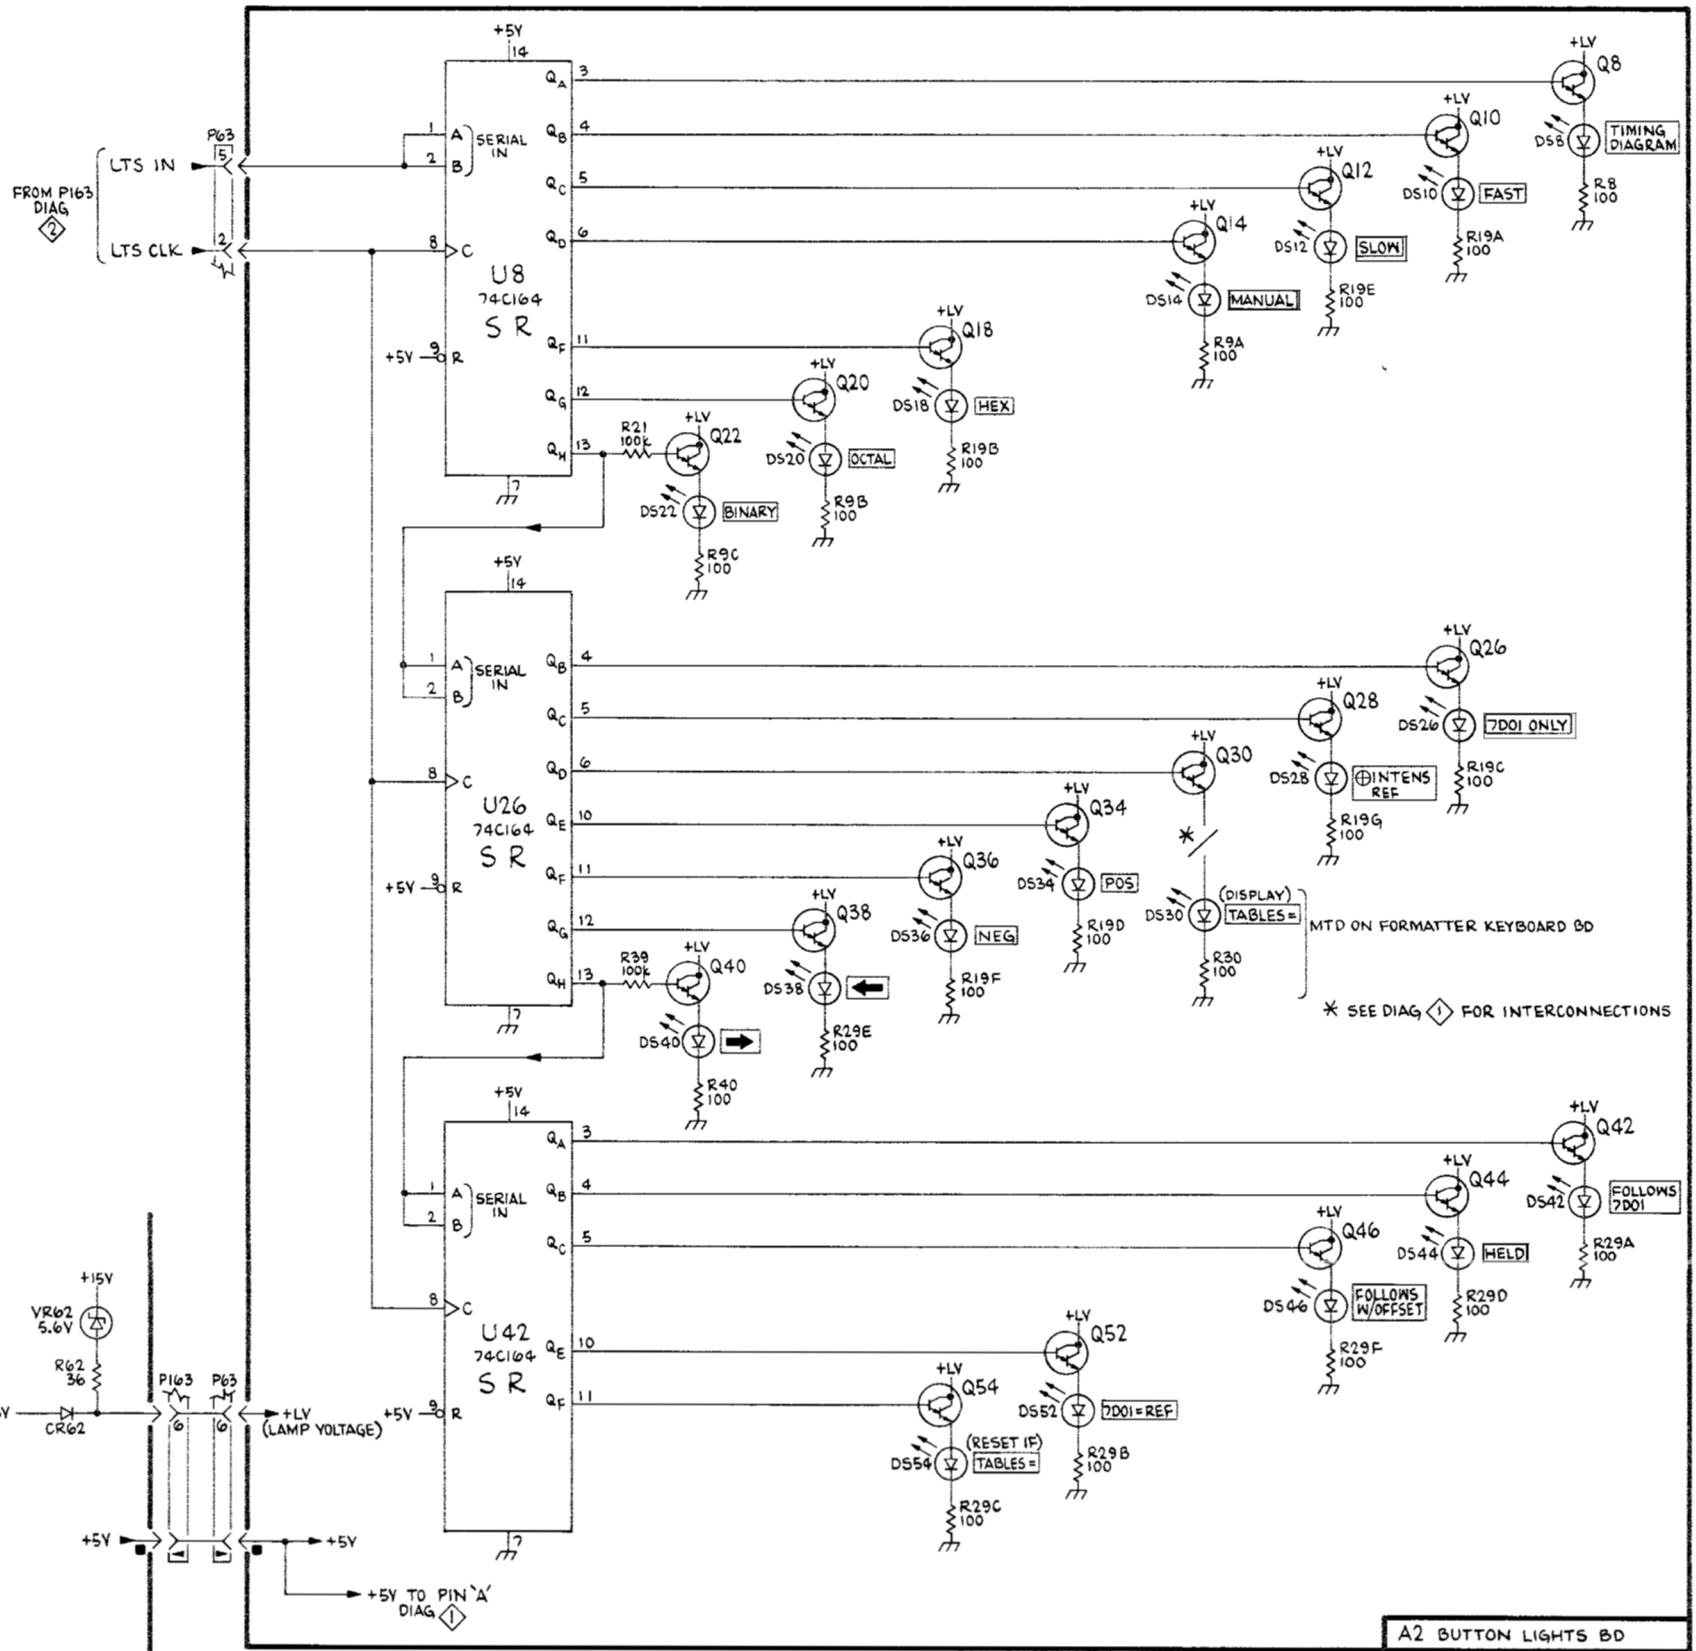 +5V
14
QA 3
+LV
Q8
DS8
TIMING
DIAGRAM
R8
100
QB 4
+LV
Q10
DS10
FAST
R19A
100
QC 5
+LV
Q12
DS12
SLOW
R19E
100
QD 6
+LV
Q14
DS14
MANUAL
R9A
100
P63
5
LTS IN
1 A
2 B
SERIAL
IN
FROM P163
DIAG
2
LTS CLK
2
8 C
U8
74C164
S R
+5V 9 R
QF 11
+LV
Q18
DS18
HEX
R19B
100
QG 12
+LV
Q20
DS20
OCTAL
R9B
100
QH 13
R21
100K
+LV
Q22
DS22
BINARY
R9C
100
7
+5V
14
1 A
2 B
SERIAL
IN
QB 4
+LV
Q26
DS26
7D01 ONLY
R19C
100
QC 5
+LV
Q28
DS28
INTENS
REF
R19G
100
QD 6
+LV
Q30
*
DS30
(DISPLAY)
TABLES=
R30
100
MTD ON FORMATTER KEYBOARD BD
* SEE DIAG 1 FOR INTERCONNECTIONS
8 C
U26
74C164
S R
+5V 9 R
QE 10
+LV
Q34
DS34
POS
R19D
100
QF 11
+LV
Q36
DS36
NEG
R19F
100
QG 12
+LV
Q38
DS38
R29E
100
QH 13
R39
100K
+LV
Q40
DS40
R40
100
7
+5V
14
QA 3
+LV
Q42
DS42
FOLLOWS
7D01
R29A
100
1 A
2 B
SERIAL
IN
QB 4
+LV
Q44
DS44
HELD
R29D
100
QC 5
+LV
Q46
DS46
FOLLOWS
W/OFFSET
R29F
100
8 C
U42
74C164
S R
+5V 9 R
QE 10
+LV
Q52
DS52
7D01=REF
R29B
100
QF 11
+LV
Q54
DS54
(RESET IF)
TABLES=
R29C
100
7
+15V
VR62
5.6V
R62
36
CR62
P163
6
P63
6
+LV
(LAMP VOLTAGE)
+5V
+5V
+5V TO PIN 'A'
DIAG 1
A2 BUTTON LIGHTS BD